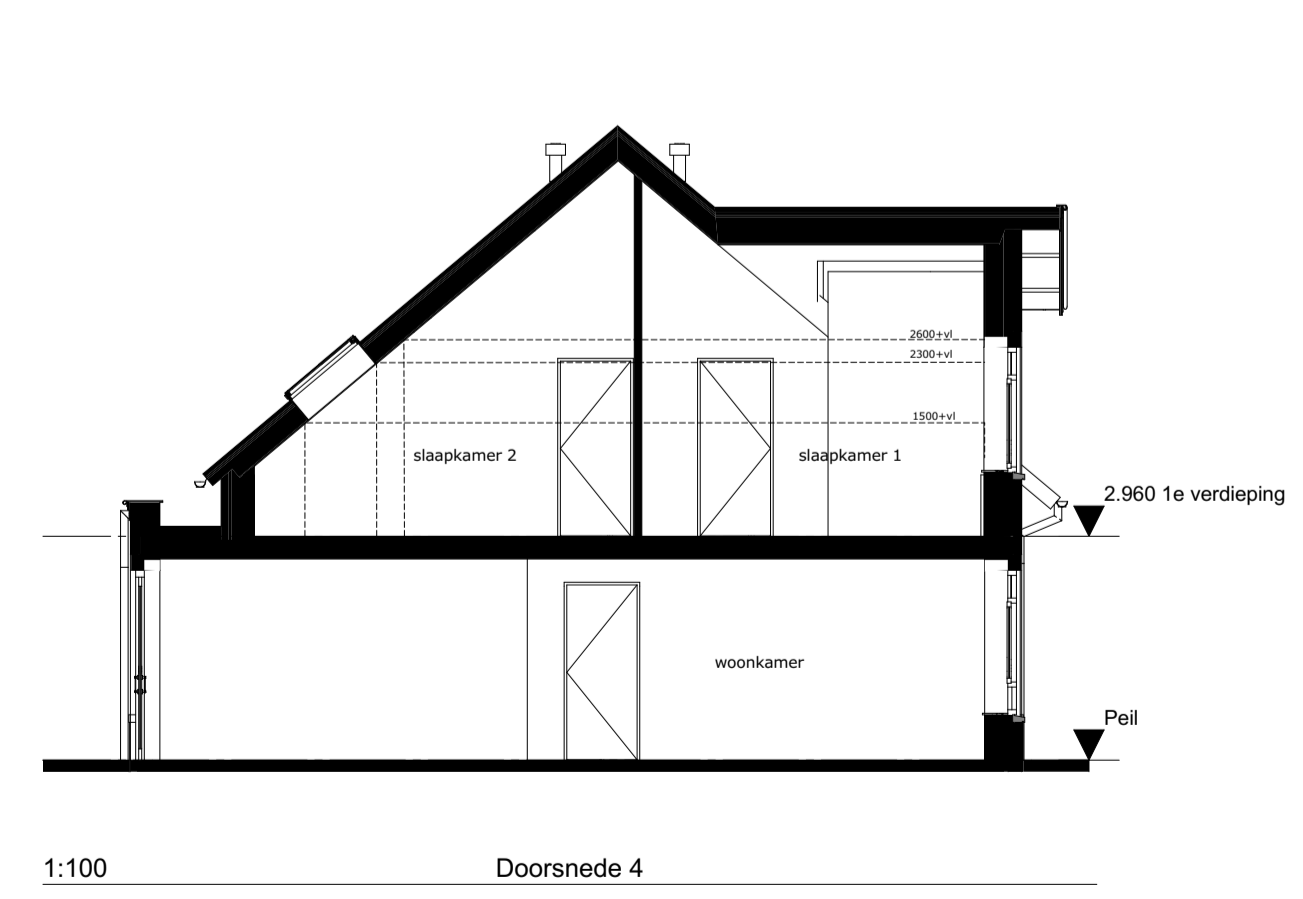 2600+vl
2300+vl
1500+vl
slaapkamer 2
slaapkamer 1
2.960 1e verdieping
woonkamer
Peil
1:100
Doorsnede 4